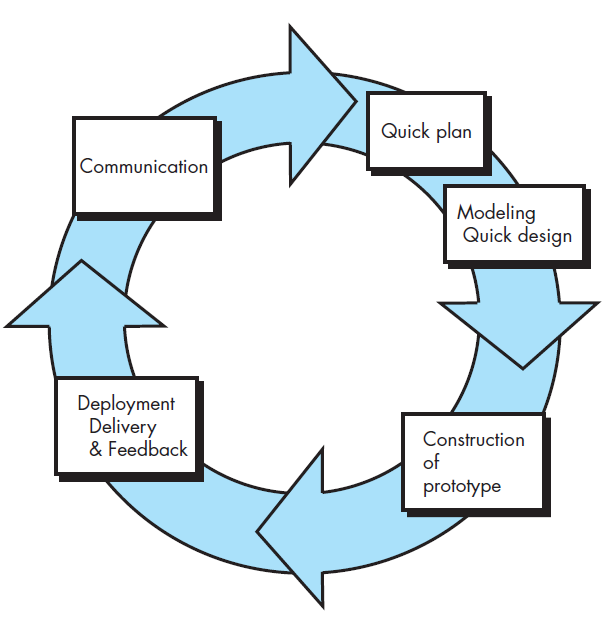 Communication
Quick plan
Modeling
Quick design
Construction
of
prototype
Deployment
Delivery
& Feedback